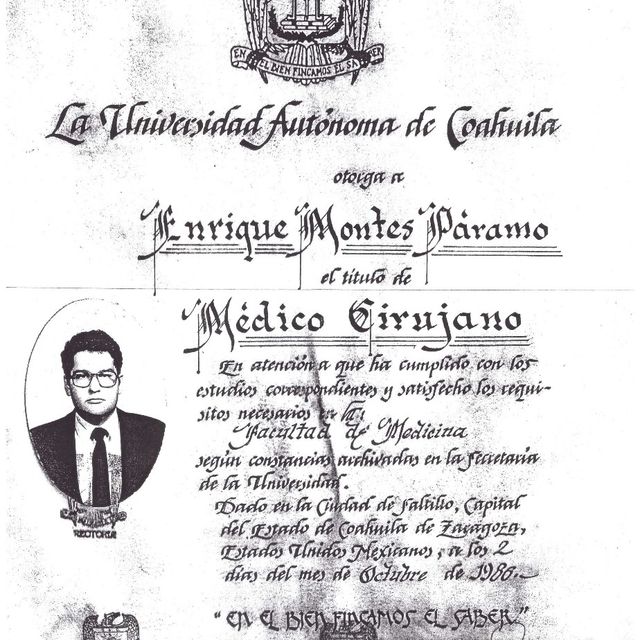 EN EL BIEN FINCAMOS EL SABER
La Universidad Autónoma de Coahuila
otorga a
Enrique Montes Páramo
el título de
Médico Cirujano
En atención a que ha cumplido con los
estudios correspondientes y satisfecho los requi-
sitos necesarios en la:
Facultad de Medicina
según constancias archivadas en la Secretaría
de la Universidad.
Dado en la Ciudad de Saltillo, Capital
del Estado de Coahuila de Zaragoza,
Estados Unidos Mexicanos, a los 2
días del mes de Octubre de 1986.-
RECTORIA
"EN EL BIEN FINCAMOS EL SABER"